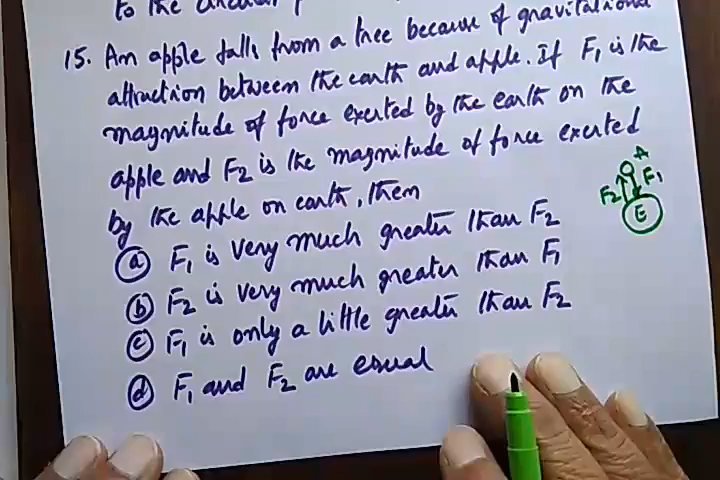 to the
15. An apple falls from a tree because of gravitational
attraction between the earth and apple. If F₁ is the
magnitude of force exerted by the earth on the
apple and F₂ is the magnitude of force exerted
by the apple on earth, then
(a) F₁ is very much greater than F₂
(b) F₂ is very much greater than F₁
(c) F₁ is only a little greater than F₂
(d) F₁ and F₂ are equal
A
F₂ F₁
E